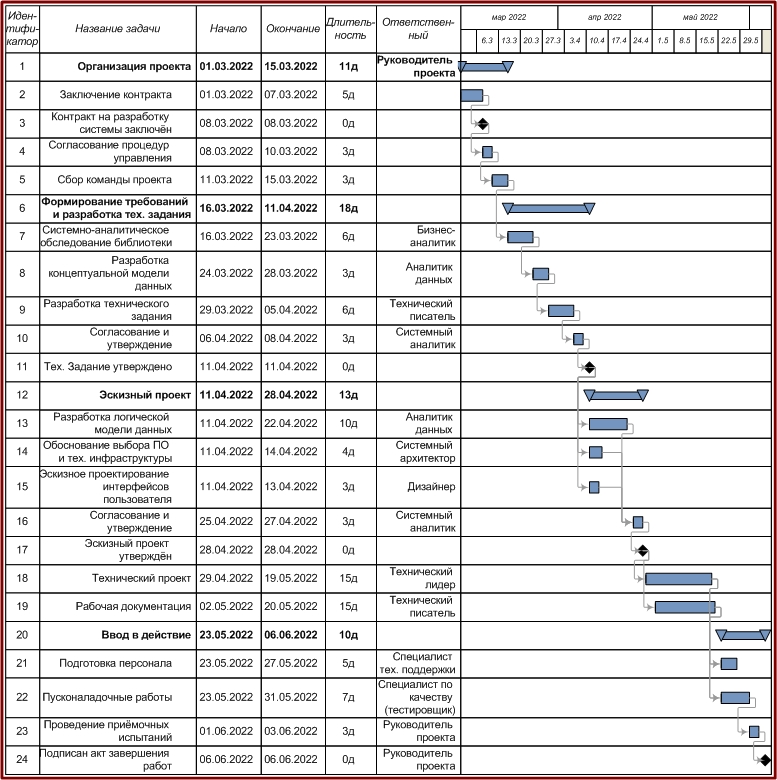 Иден-
тифи-
катор
Название задачи
Начало
Окончание
Длитель-
ность
Ответствен-
ный
мар 2022
апр 2022
май 2022
6.3 13.3 20.3 27.3 3.4 10.4 17.4 24.4 1.5 8.5 15.5 22.5 29.5
1 Организация проекта 01.03.2022 15.03.2022 11д Руководитель
проекта
2 Заключение контракта 01.03.2022 07.03.2022 5д
3 Контракт на разработку
системы заключён 08.03.2022 08.03.2022 0д
4 Согласование процедур
управления 08.03.2022 10.03.2022 3д
5 Сбор команды проекта 11.03.2022 15.03.2022 3д
6 Формирование требований
и разработка тех. задания 16.03.2022 11.04.2022 18д
7 Системно-аналитическое
обследование библиотеки 16.03.2022 23.03.2022 6д Бизнес-
аналитик
8 Разработка
концептуальной модели
данных 24.03.2022 28.03.2022 3д Аналитик
данных
9 Разработка технического
задания 29.03.2022 05.04.2022 6д Технический
писатель
10 Согласование и
утверждение 06.04.2022 08.04.2022 3д Системный
аналитик
11 Тех. Задание утверждено 11.04.2022 11.04.2022 0д
12 Эскизный проект 11.04.2022 28.04.2022 13д
13 Разработка логической
модели данных 11.04.2022 22.04.2022 10д Аналитик
данных
14 Обоснование выбора ПО
и тех. инфраструктуры 11.04.2022 14.04.2022 4д Системный
архитектор
15 Эскизное проектирование
интерфейсов
пользователя 11.04.2022 13.04.2022 3д Дизайнер
16 Согласование и
утверждение 25.04.2022 27.04.2022 3д Системный
аналитик
17 Эскизный проект
утверждён 28.04.2022 28.04.2022 0д
18 Технический проект 29.04.2022 19.05.2022 15д Технический
лидер
19 Рабочая документация 02.05.2022 20.05.2022 15д Технический
писатель
20 Ввод в действие 23.05.2022 06.06.2022 10д
21 Подготовка персонала 23.05.2022 27.05.2022 5д Специалист
тех. поддержки
22 Пусконаладочные работы 23.05.2022 31.05.2022 7д Специалист по
качеству
(тестировщик)
23 Проведение приёмочных
испытаний 01.06.2022 03.06.2022 3д Руководитель
проекта
24 Подписан акт завершения
работ 06.06.2022 06.06.2022 0д Руководитель
проекта